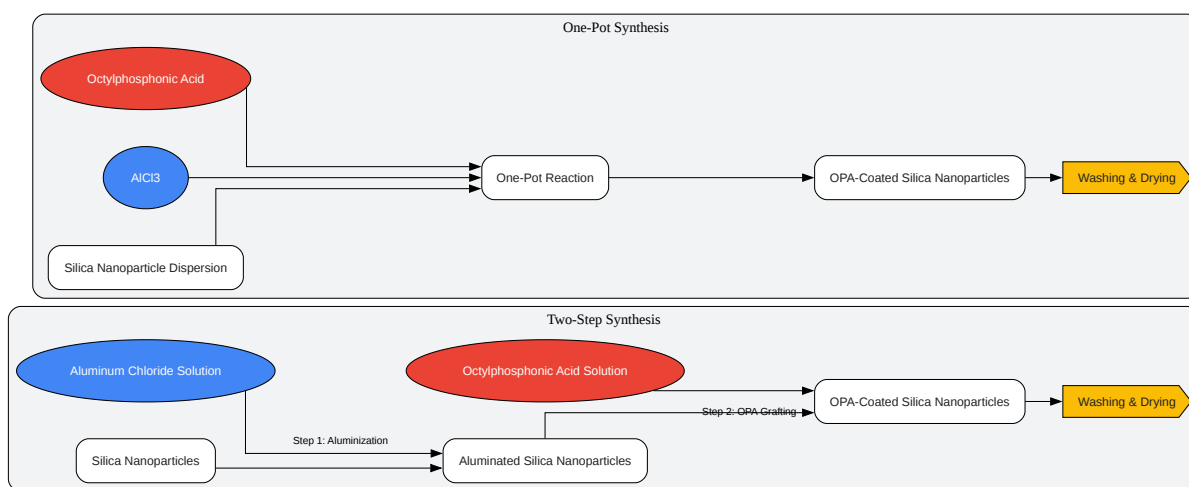 One-Pot Synthesis
Octylphosphonic Acid
AlCl3
One-Pot Reaction
OPA-Coated Silica Nanoparticles
Washing & Drying
Silica Nanoparticle Dispersion
Two-Step Synthesis
Aluminum Chloride Solution
Octylphosphonic Acid Solution
OPA-Coated Silica Nanoparticles
Washing & Drying
Step 2: OPA Grafting
Step 1: Aluminization
Silica Nanoparticles
Aluminated Silica Nanoparticles